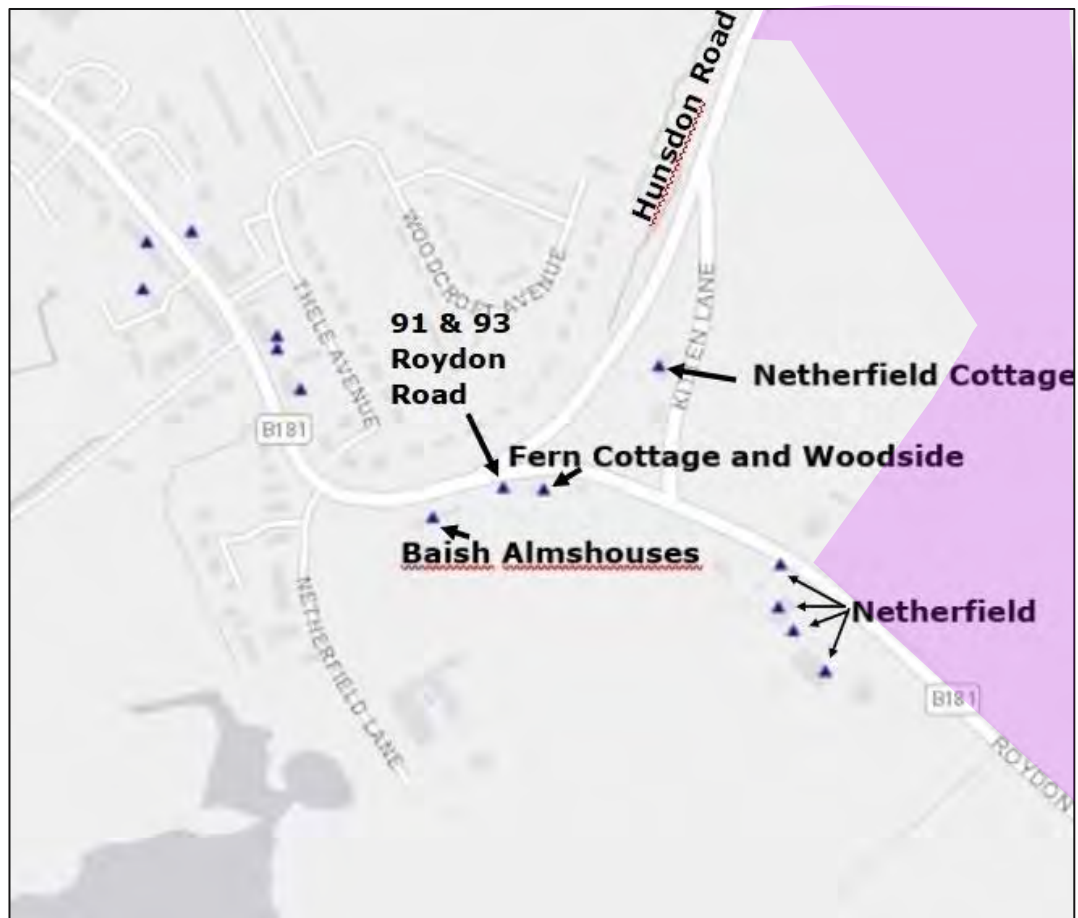 Hunsdon Road
WOODCROFT AVENUE
KITTEN LANE
THELE AVENUE
91 & 93
Roydon
Road
Netherfield Cottage
B181
Fern Cottage and Woodside
Baish Almshouses
NETHERFIELD LANE
Netherfield
B181
ROYDON